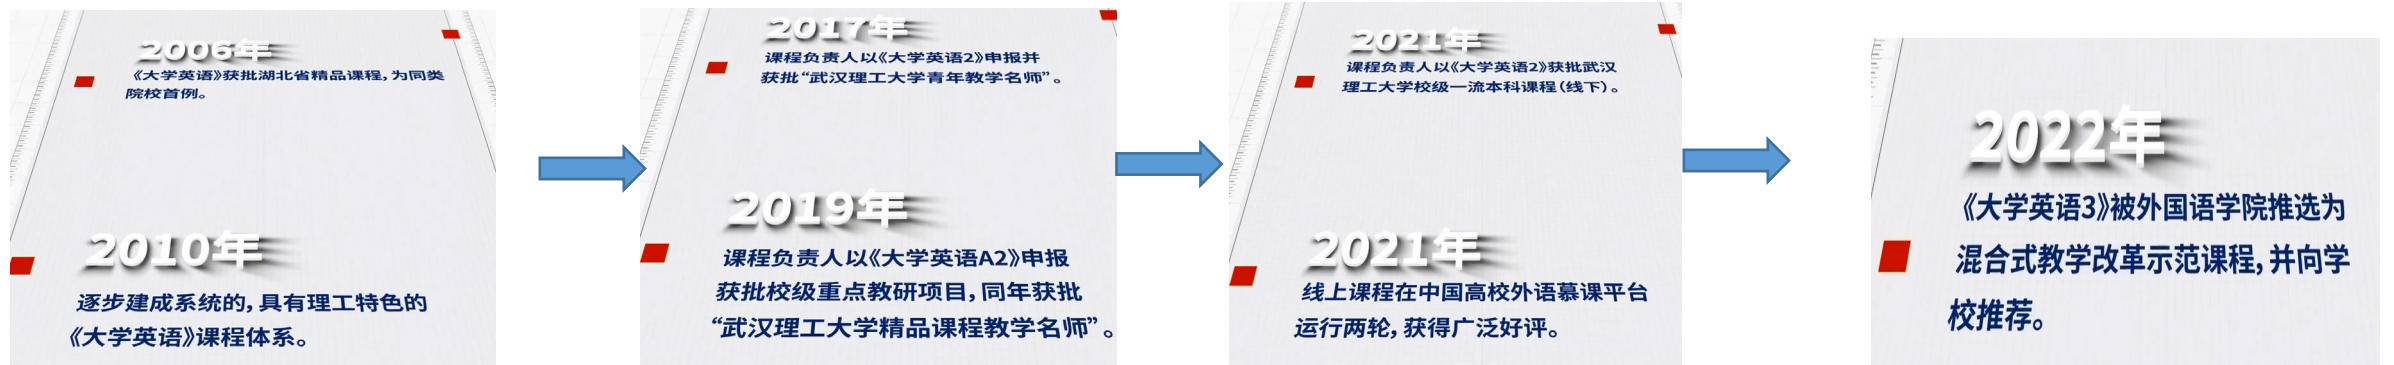 2006年
《大学英语》获批湖北省精品课程，为同类
院校首例。
2010年
逐步建成系统的，具有理工特色的
《大学英语》课程体系。
2017年
课程负责人以《大学英语2》申报并
获批“武汉理工大学青年教学名师”。
2019年
课程负责人以《大学英语A2》申报
获批校级重点教研项目，同年获批
“武汉理工大学精品课程教学名师”。
2021年
课程负责人以《大学英语2》获批武汉
理工大学校级一流本科课程（线下）。
2021年
线上课程在中国高校外语慕课平台
运行两轮，获得广泛好评。
2022年
《大学英语3》被外国语学院推选为
混合式教学改革示范课程，并向学
校推荐。